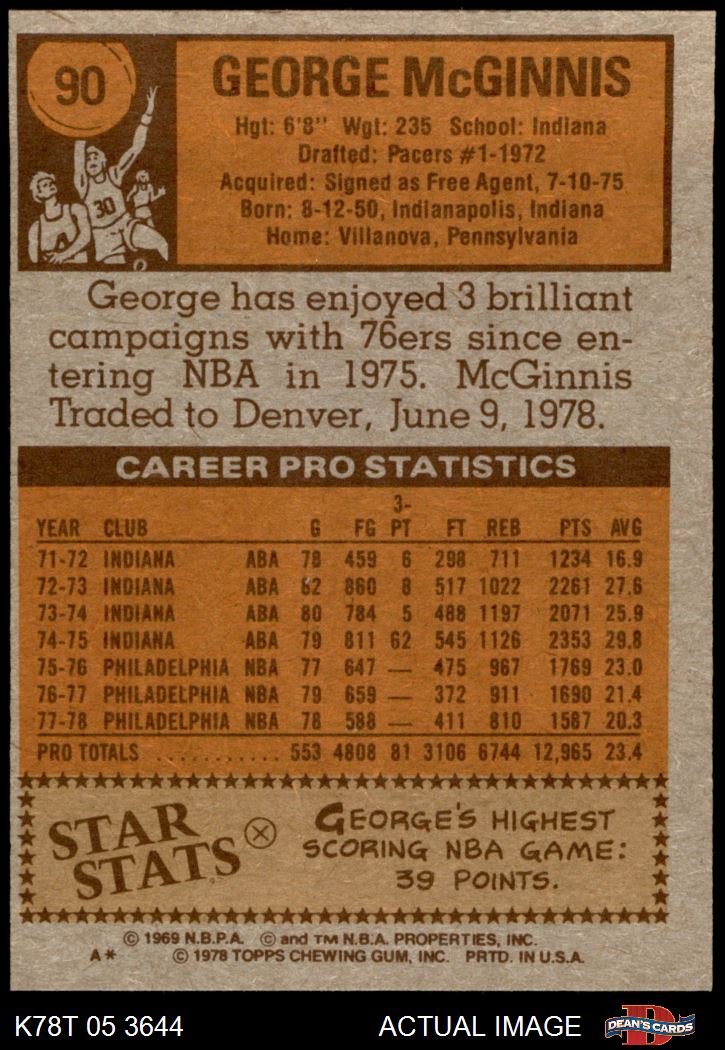 90
30
GEORGE McGINNIS
Hgt: 6'8" Wgt: 235 School: Indiana
Drafted: Pacers #1-1972
Acquired: Signed as Free Agent, 7-10-75
Born: 8-12-50, Indianapolis, Indiana
Home: Villanova, Pennsylvania
George has enjoyed 3 brilliant
campaigns with 76ers since en-
tering NBA in 1975. McGinnis
Traded to Denver, June 9, 1978.
CAREER PRO STATISTICS
YEAR CLUB G FG 3-PT FT REB PTS AVG
71-72 INDIANA ABA 78 459 6 298 711 1234 16.9
72-73 INDIANA ABA 82 860 8 517 1022 2261 27.6
73-74 INDIANA ABA 80 784 5 488 1197 2071 25.9
74-75 INDIANA ABA 79 811 62 545 1126 2353 29.8
75-76 PHILADELPHIA NBA 77 647 — 475 967 1769 23.0
76-77 PHILADELPHIA NBA 79 659 — 372 911 1690 21.4
77-78 PHILADELPHIA NBA 78 588 — 411 810 1587 20.3
PRO TOTALS ........... 553 4808 81 3106 6744 12,965 23.4
STAR
STATS
GEORGE'S HIGHEST
SCORING NBA GAME:
39 POINTS.
© 1969 N.B.P.A. © and TM N.B.A. PROPERTIES, INC.
A* © 1978 TOPPS CHEWING GUM, INC. PRTD. IN U.S.A.
K78T 05 3644 ACTUAL IMAGE D DEAN'S CARDS